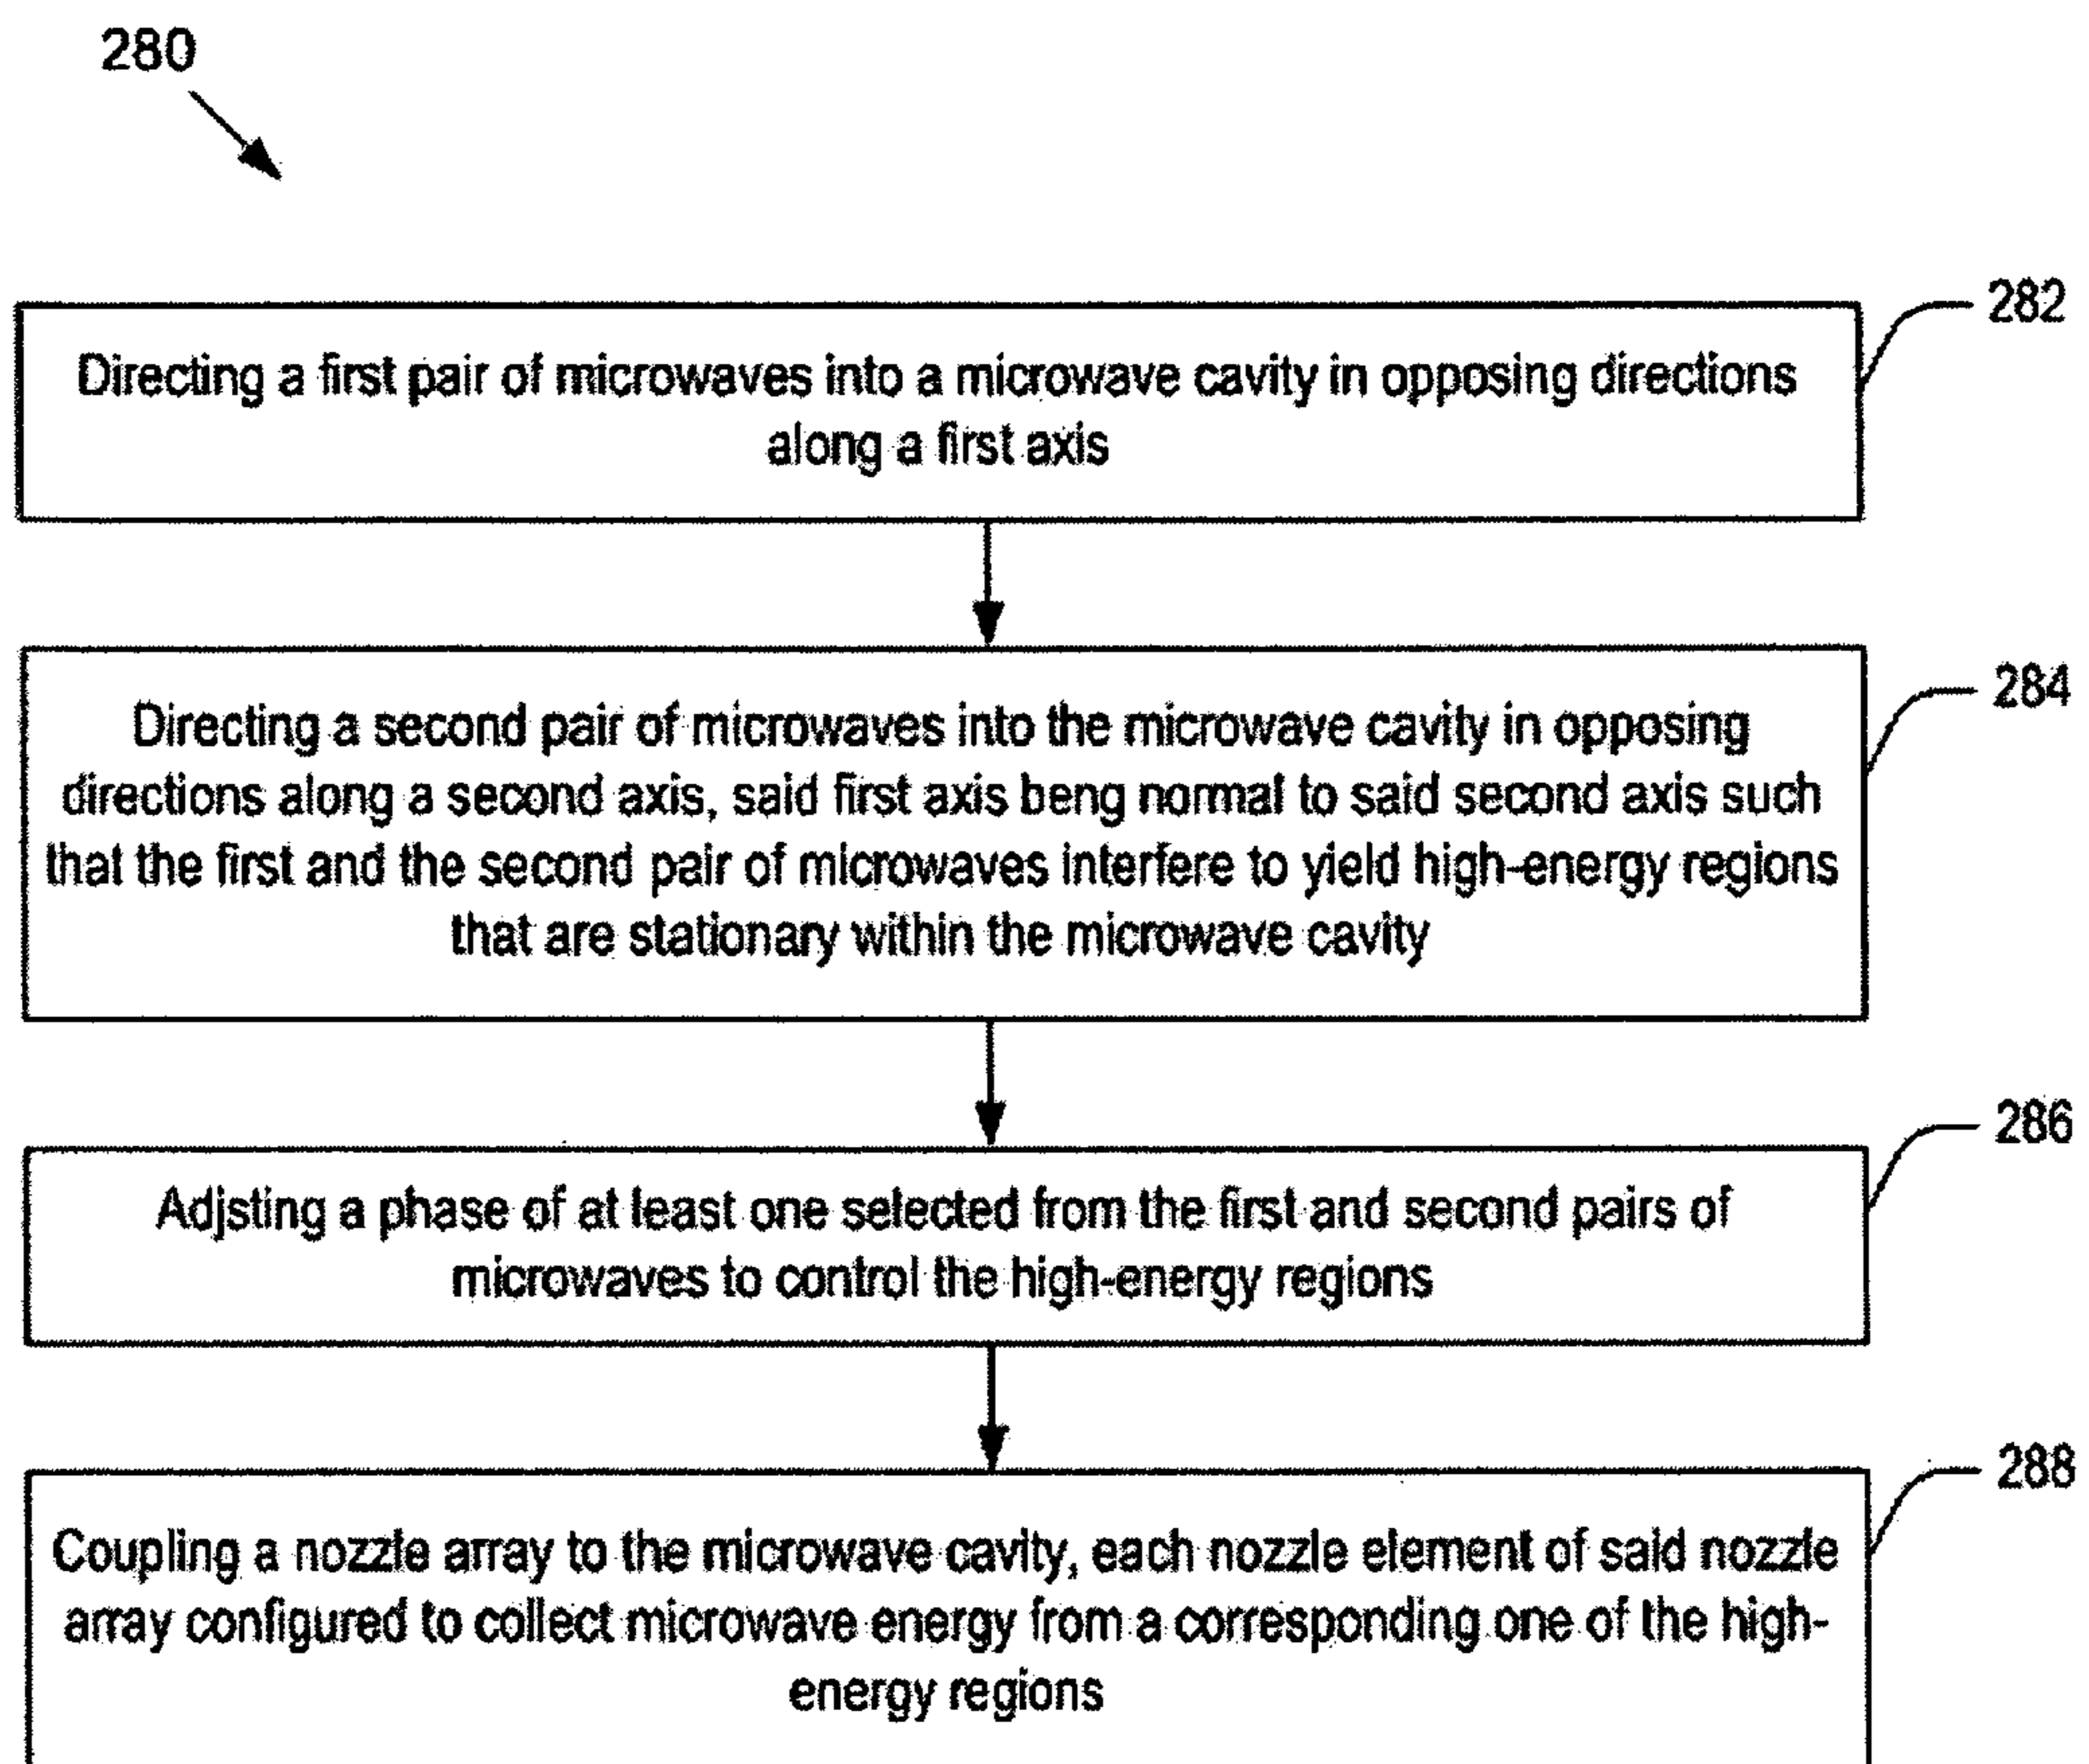 280
282
Directing a first pair of microwaves into a microwave cavity in opposing directions
along a first axis
284
Directing a second pair of microwaves into the microwave cavity in opposing
directions along a second axis, said first axis beng normal to said second axis such
that the first and the second pair of microwaves interfere to yield high-energy regions
that are stationary within the microwave cavity
286
Adjsting a phase of at least one selected from the first and second pairs of
microwaves to control the high-energy regions
288
Coupling a nozzle array to the microwave cavity, each nozzle element of said nozzle
array configured to collect microwave energy from a corresponding one of the high-
energy regions